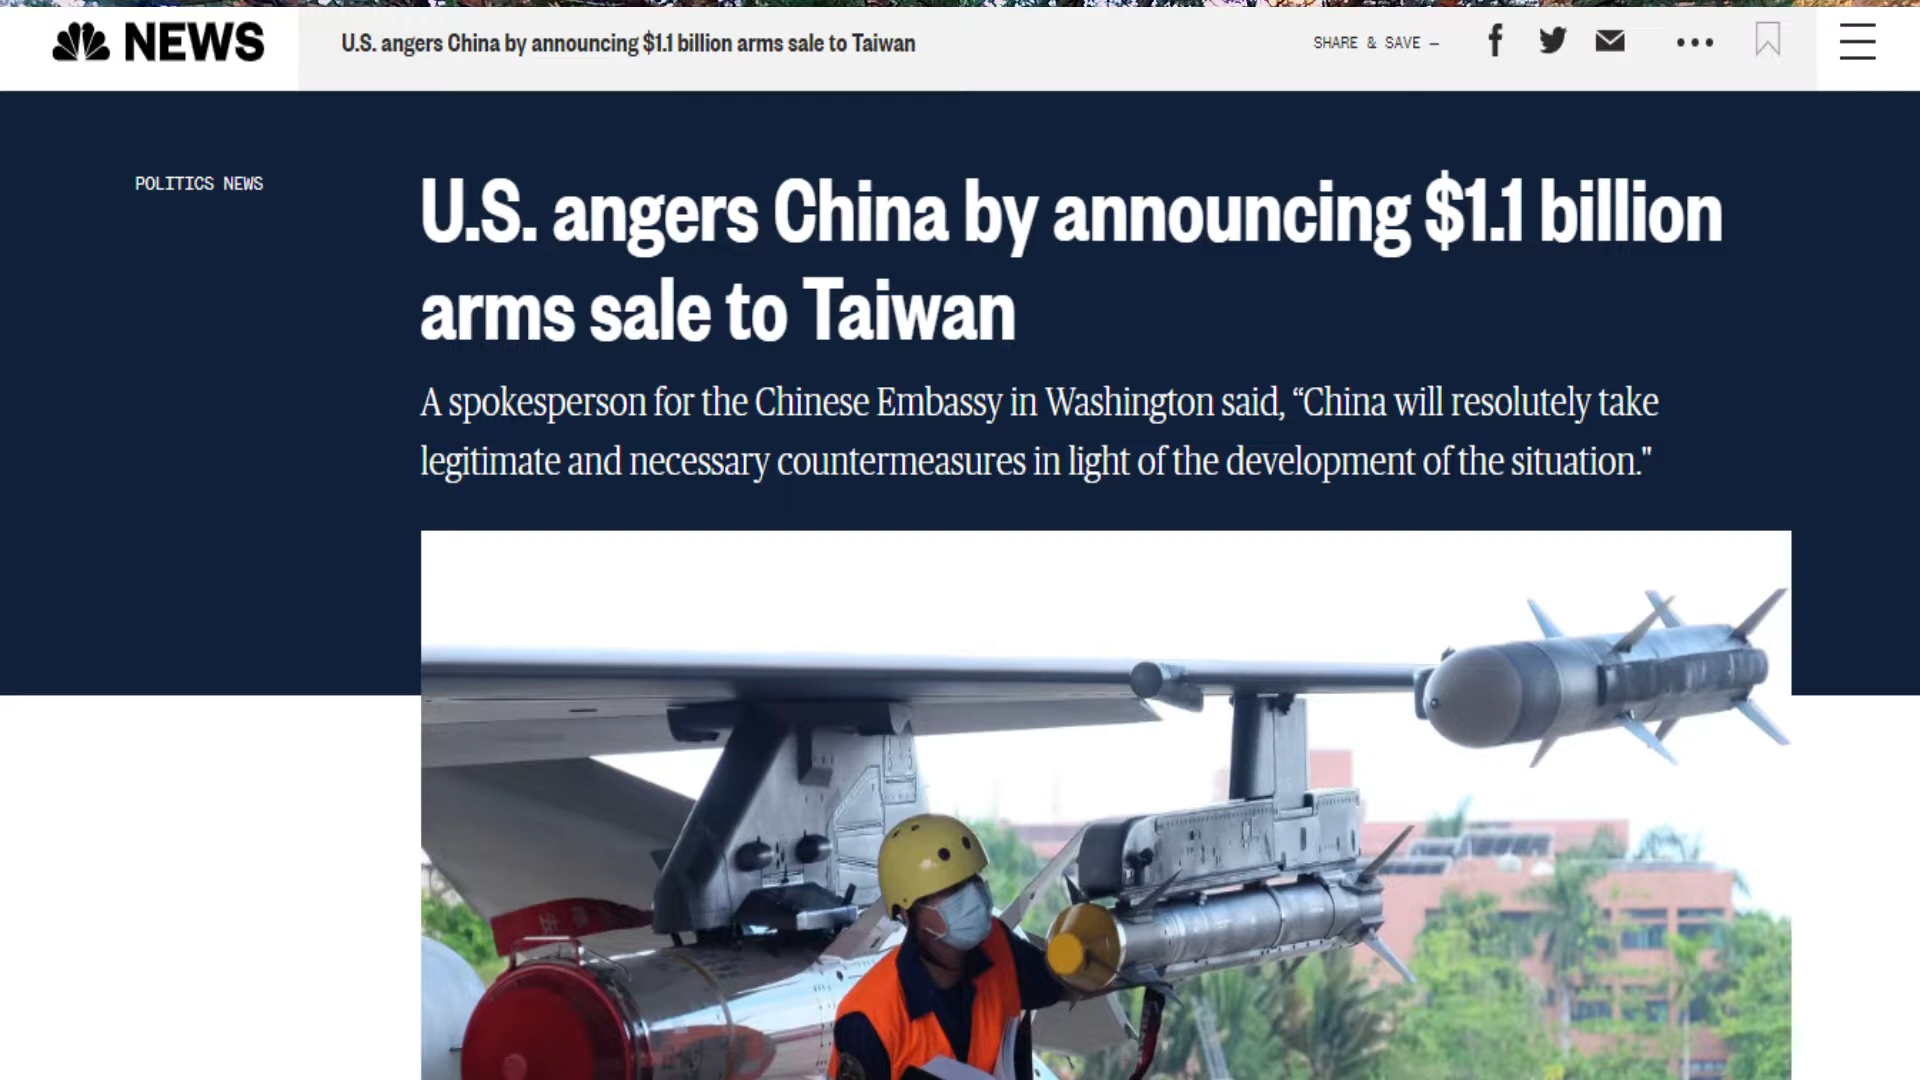 NEWS
U.S. angers China by announcing $1.1 billion arms sale to Taiwan
SHARE & SAVE –
POLITICS NEWS
U.S. angers China by announcing $1.1 billion
arms sale to Taiwan
A spokesperson for the Chinese Embassy in Washington said, “China will resolutely take
legitimate and necessary countermeasures in light of the development of the situation."